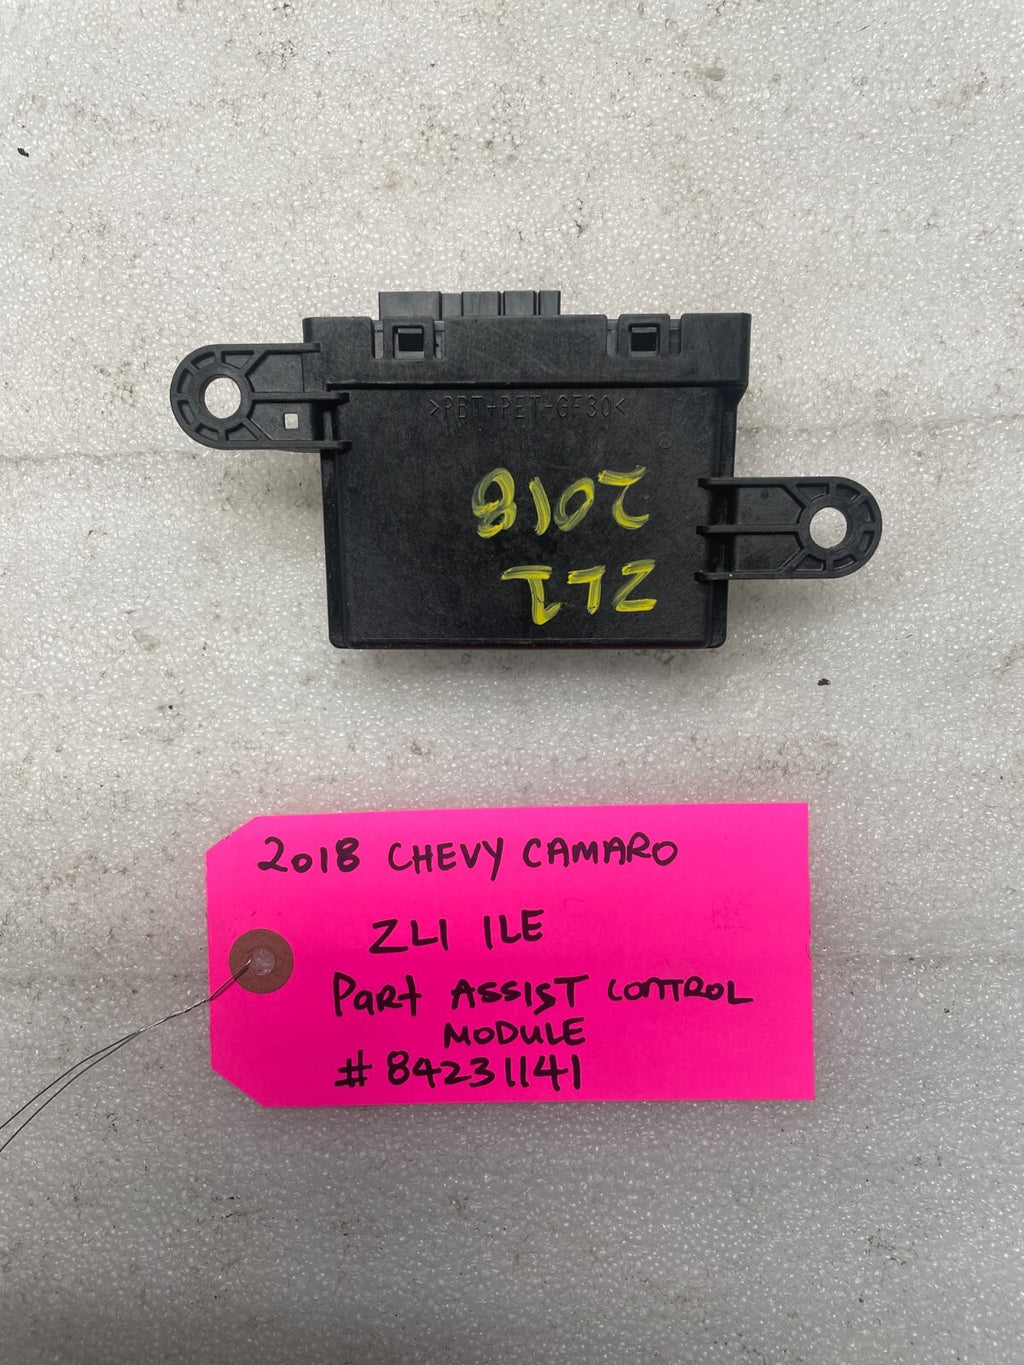 >PBT+PET-GF30<
2018
ZL1
2018 CHEVY CAMARO
ZL1 1LE
Part ASSIST CONTROL
MODULE
# 84231141